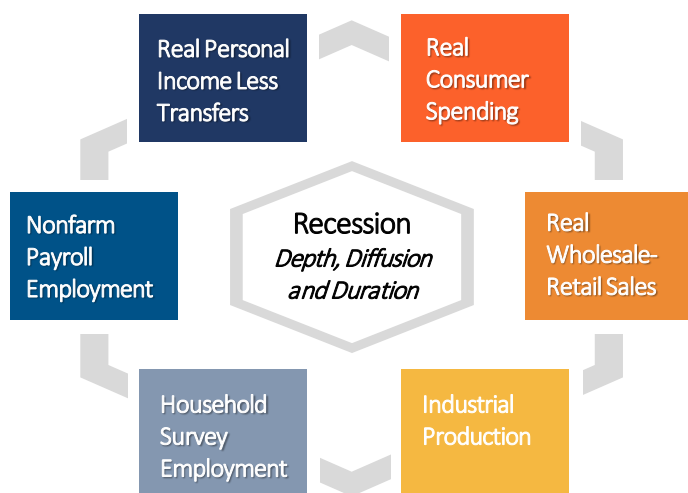 Real Personal
Income Less
Transfers
Real
Consumer
Spending
Nonfarm
Payroll
Employment
Recession
Depth, Diffusion
and Duration
Real
Wholesale-
Retail Sales
Household
Survey
Employment
Industrial
Production